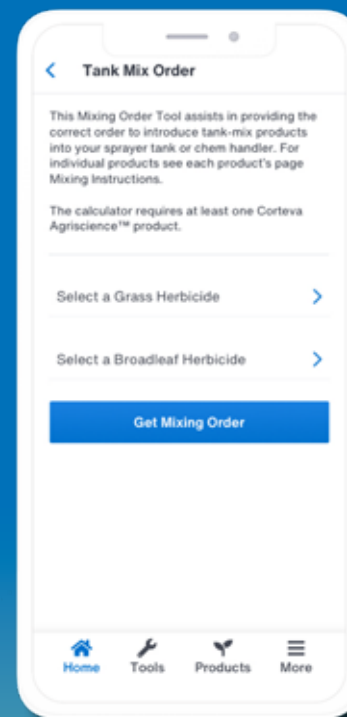 Tank Mix Order
This Mixing Order Tool assists in providing the
correct order to introduce tank-mix products
into your sprayer tank or chem handler. For
individual products see each product's page
Mixing Instructions.
The calculator requires at least one Corteva
Agriscience™ product.
Select a Grass Herbicide
Select a Broadleaf Herbicide
Get Mixing Order
Home Tools Products More